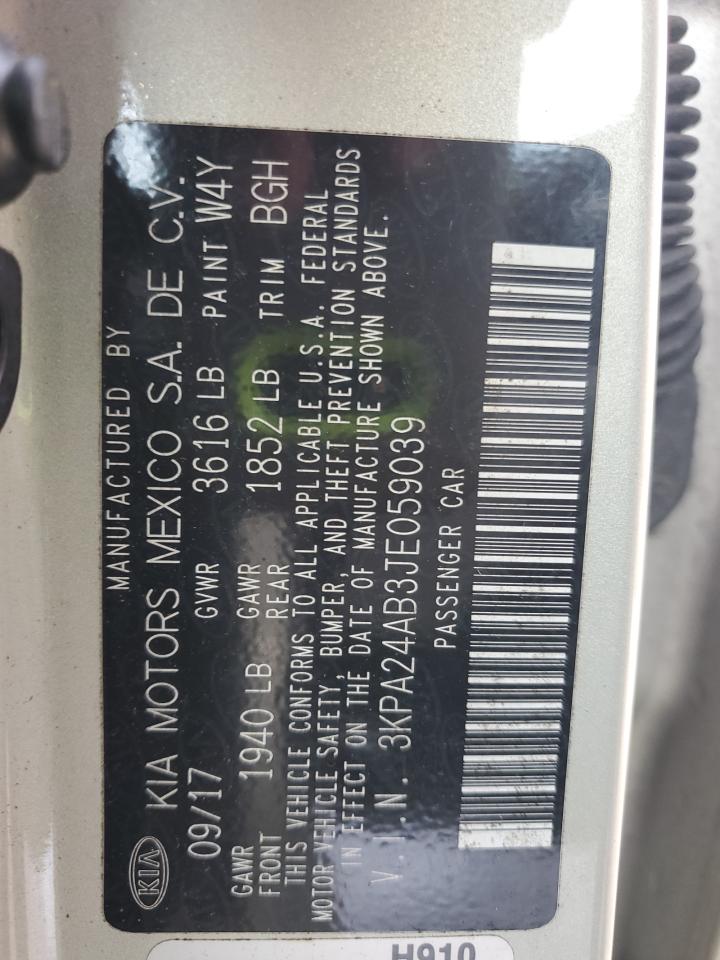 MANUFACTURED BY
KIA KIA MOTORS MEXICO S.A. DE C.V.
09/17 GVWR 3616 LB PAINT W4Y
GAWR FRONT 1940 LB GAWR REAR 1852 LB TRIM BGH
THIS VEHICLE CONFORMS TO ALL APPLICABLE U.S.A. FEDERAL
MOTOR VEHICLE SAFETY, BUMPER, AND THEFT PREVENTION STANDARDS
IN EFFECT ON THE DATE OF MANUFACTURE SHOWN ABOVE.
V.I.N. 3KPA24AB3JE059039
PASSENGER CAR
H910